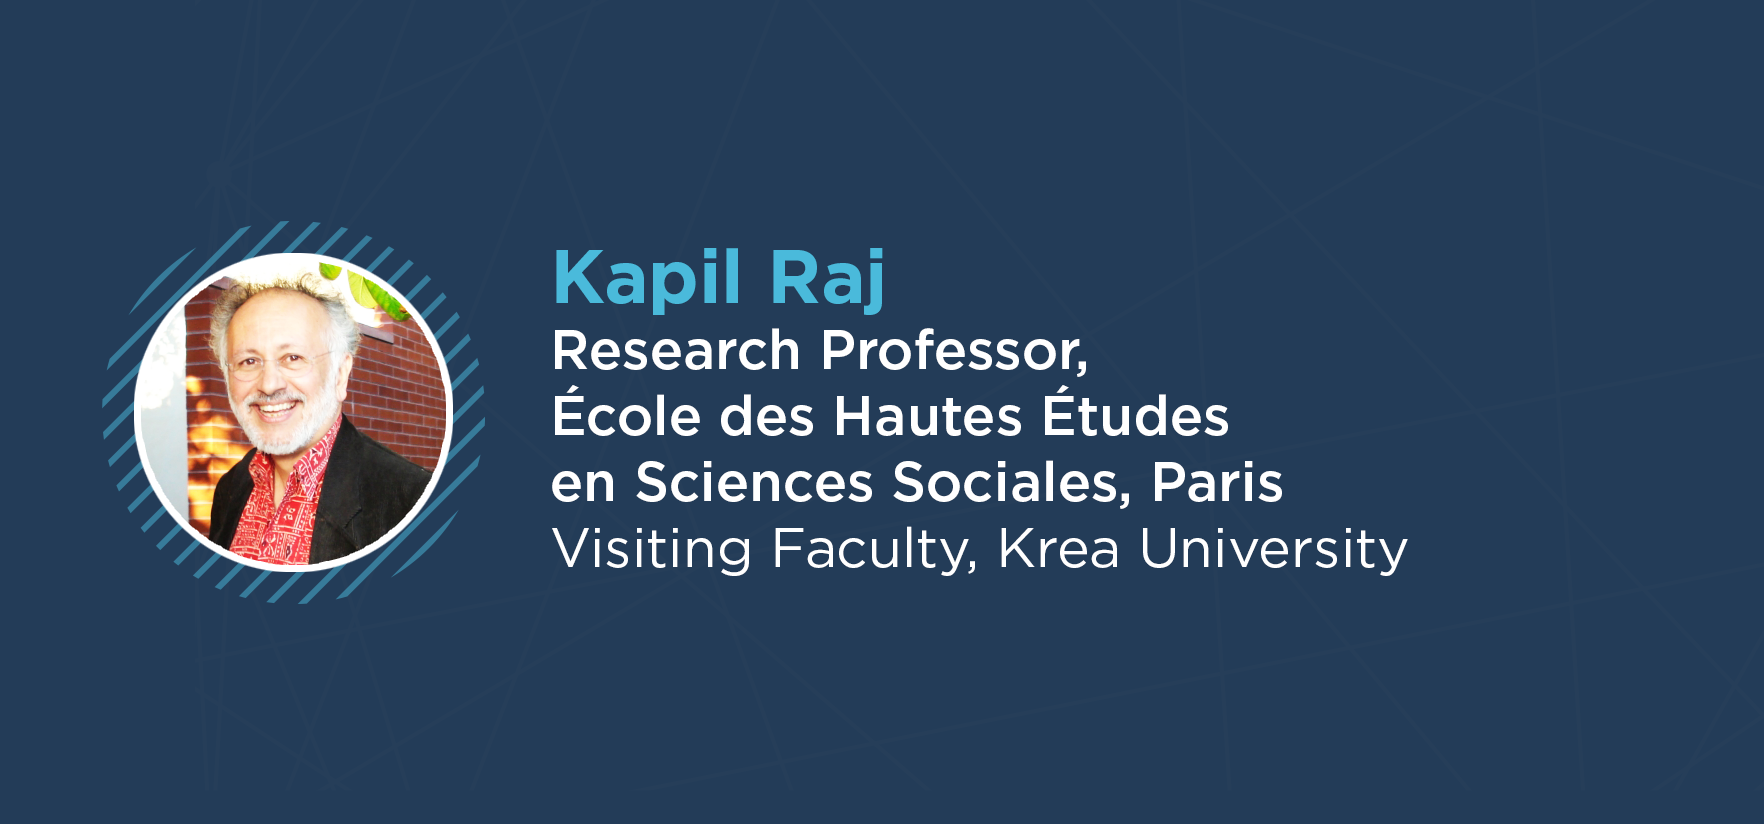 Kapil Raj
Research Professor,
École des Hautes Études
en Sciences Sociales, Paris
Visiting Faculty, Krea University